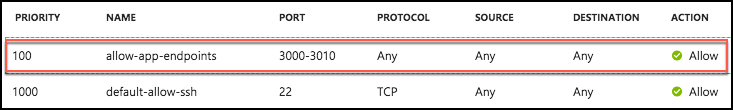 PRIORITY NAME PORT PROTOCOL SOURCE DESTINATION ACTION
100 allow-app-endpoints 3000-3010 Any Any Any Allow
1000 default-allow-ssh 22 TCP Any Any Allow